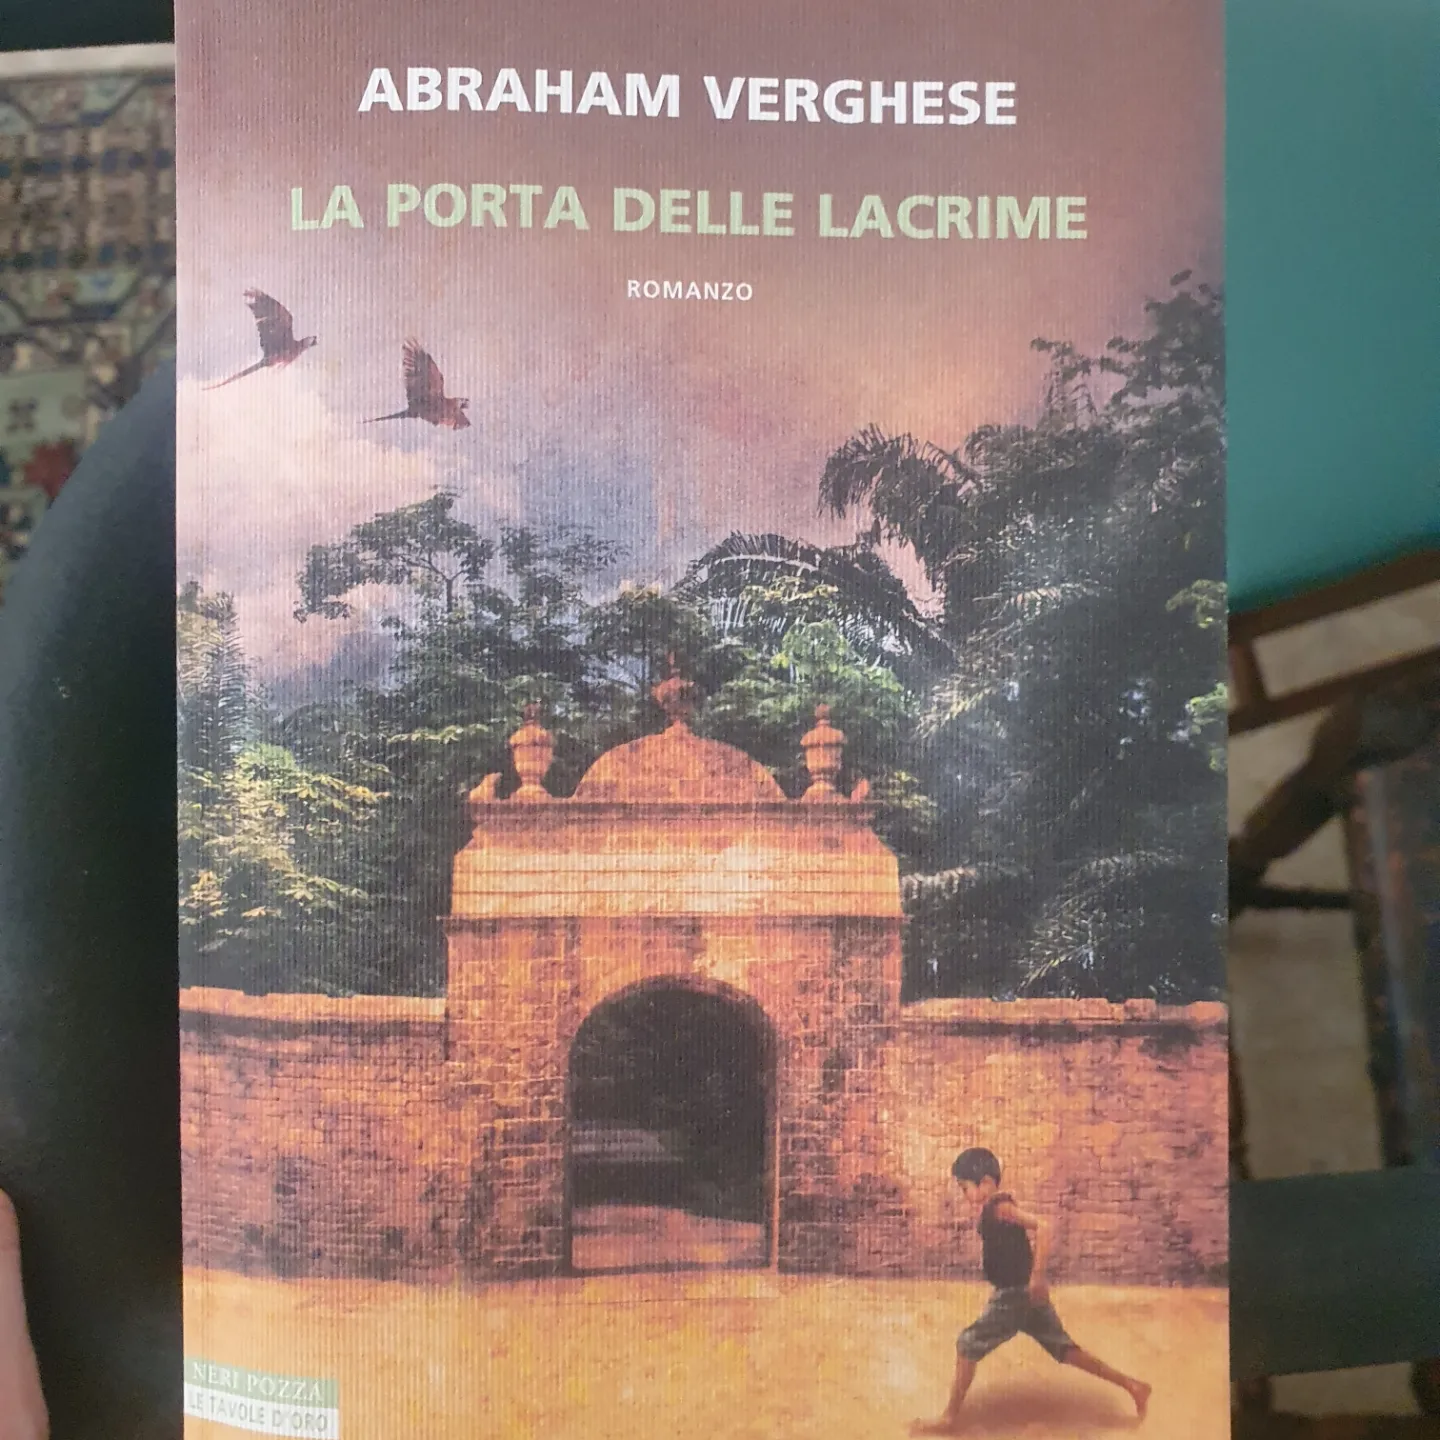 ABRAHAM VERGHESE
LA PORTA DELLE LACRIME
ROMANZO
NERI POZZA
LE TAVOLE D'ORO